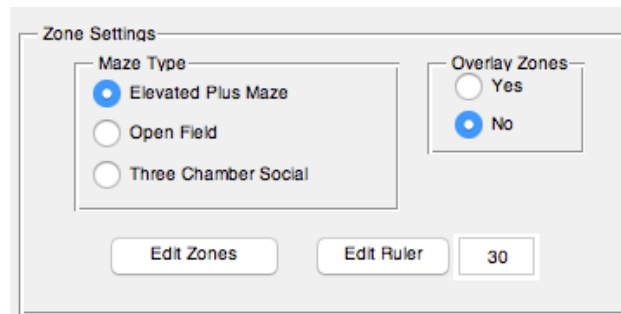 Zone Settings
Maze Type
Elevated Plus Maze
Open Field
Three Chamber Social
Overlay Zones
Yes
No
Edit Zones
Edit Ruler
30